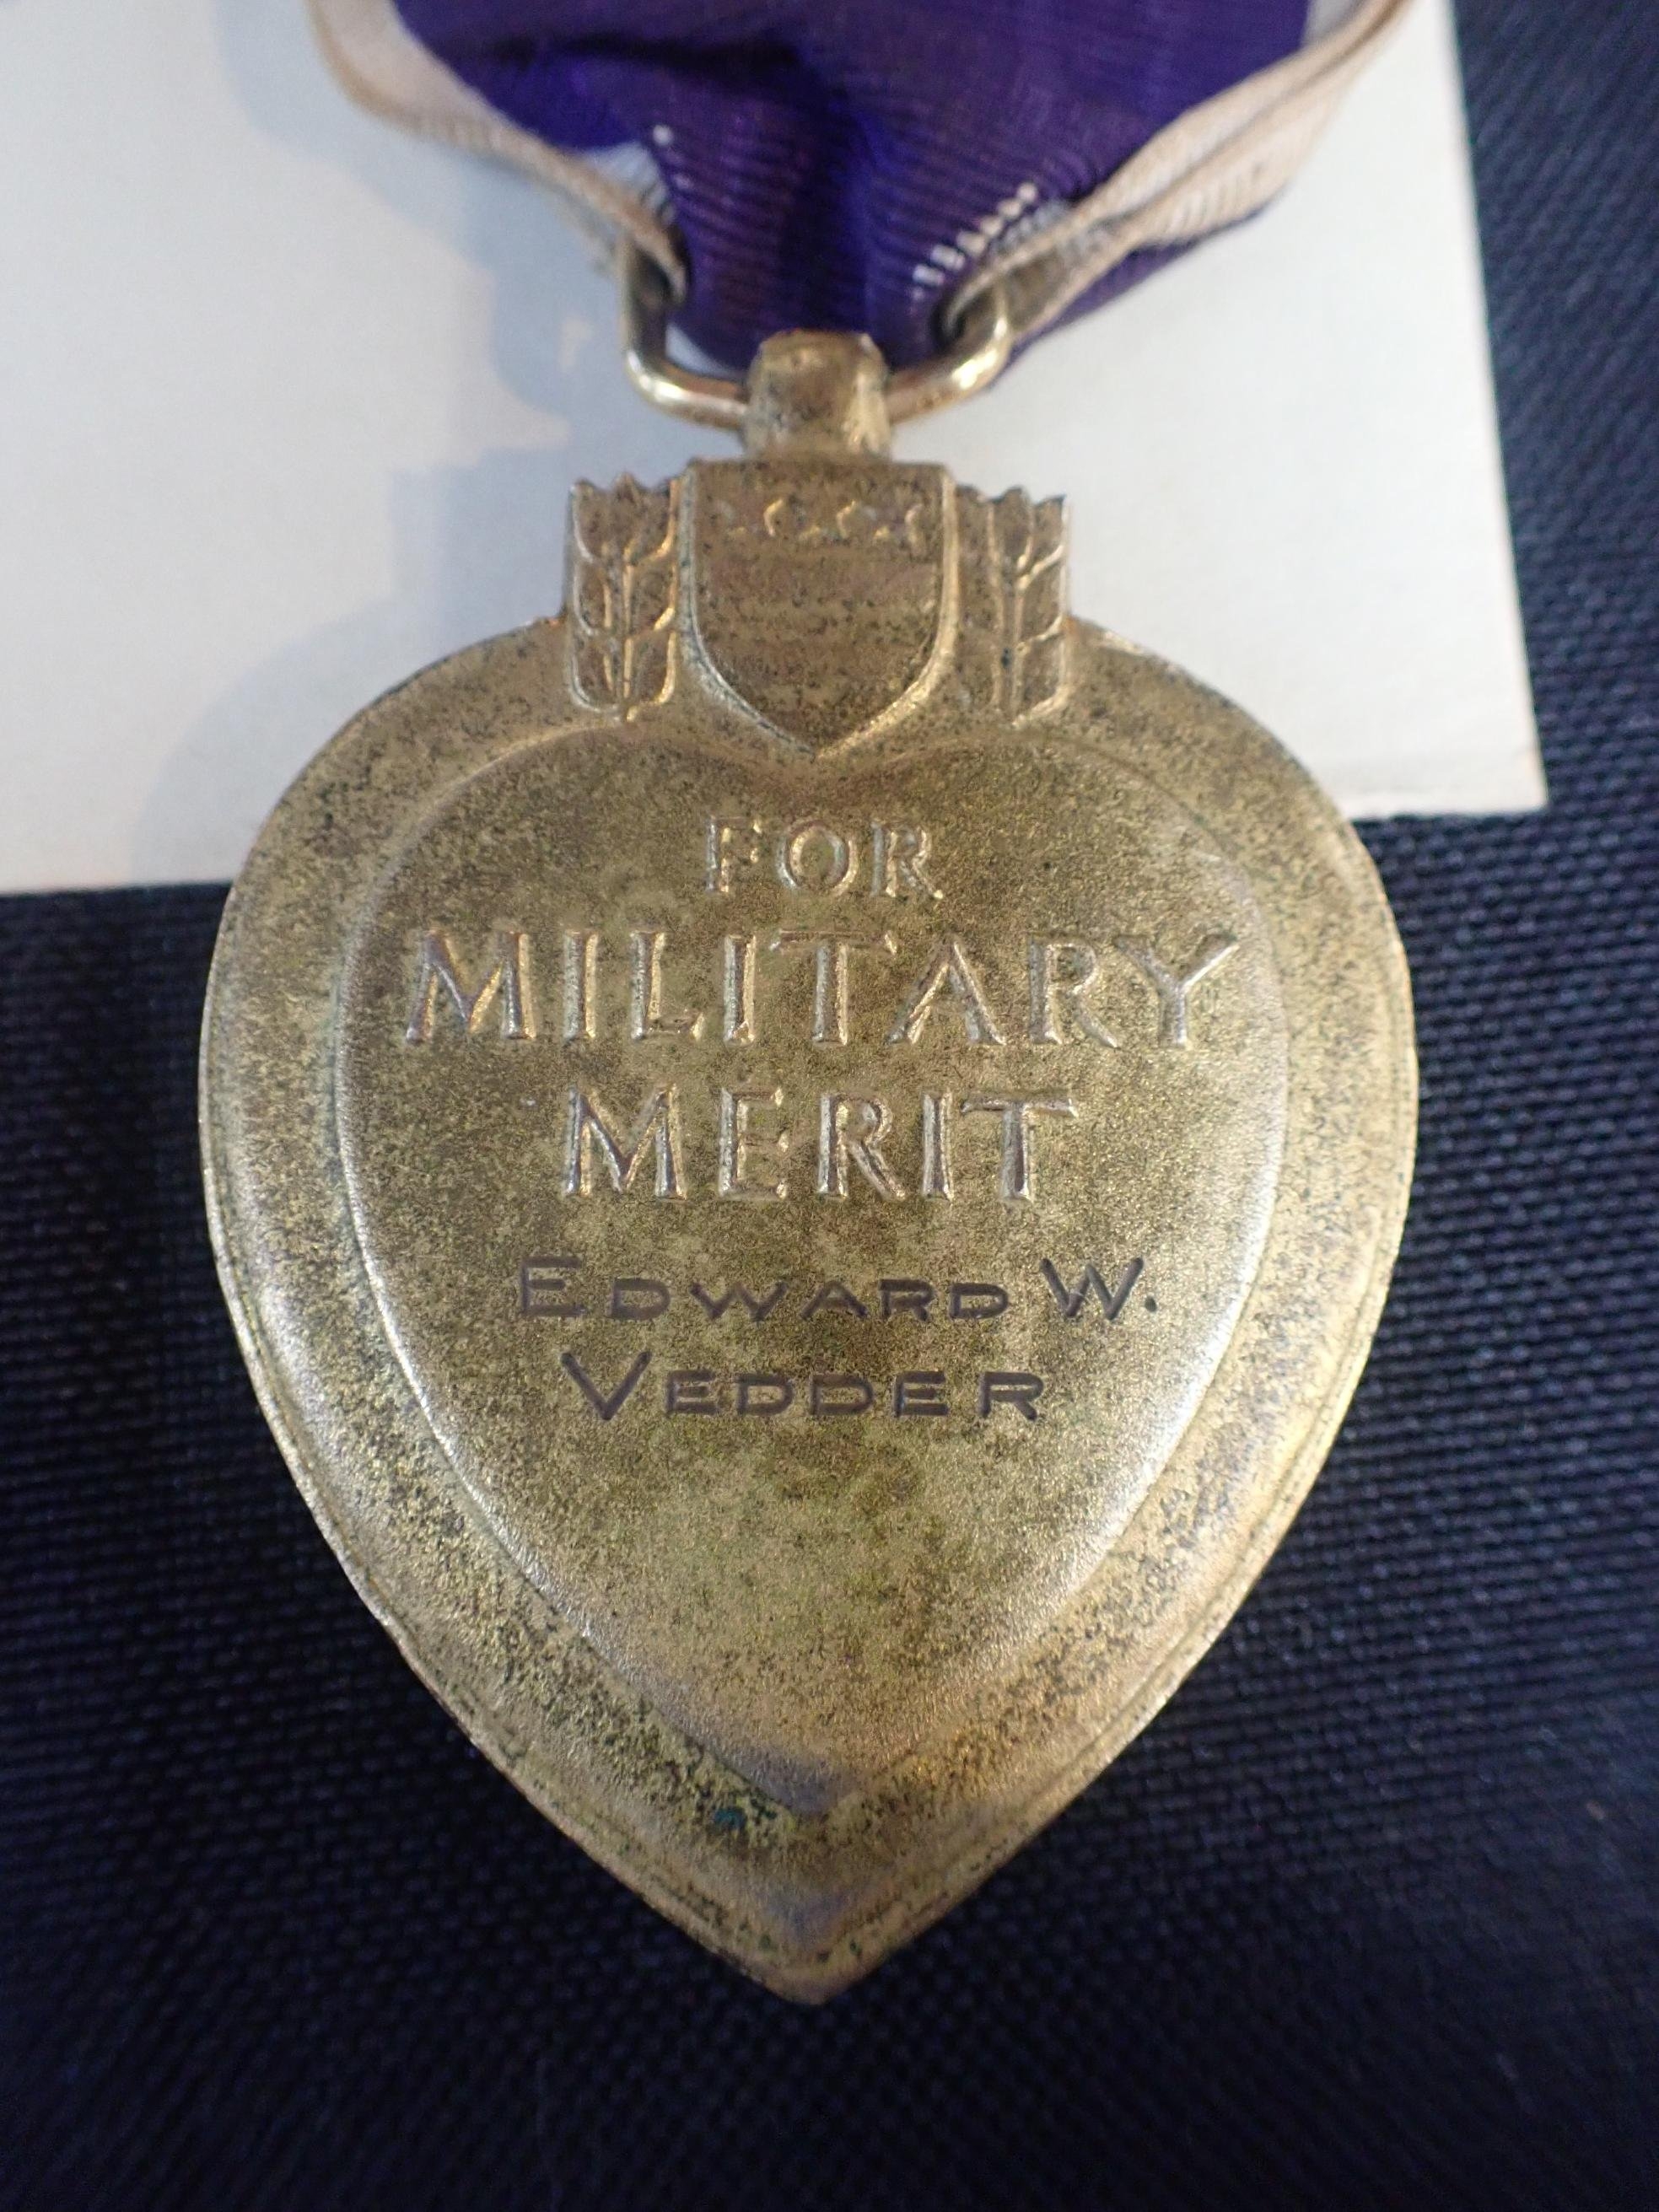 FOR
MILITARY
MERIT
EDWARD W.
VEDDER